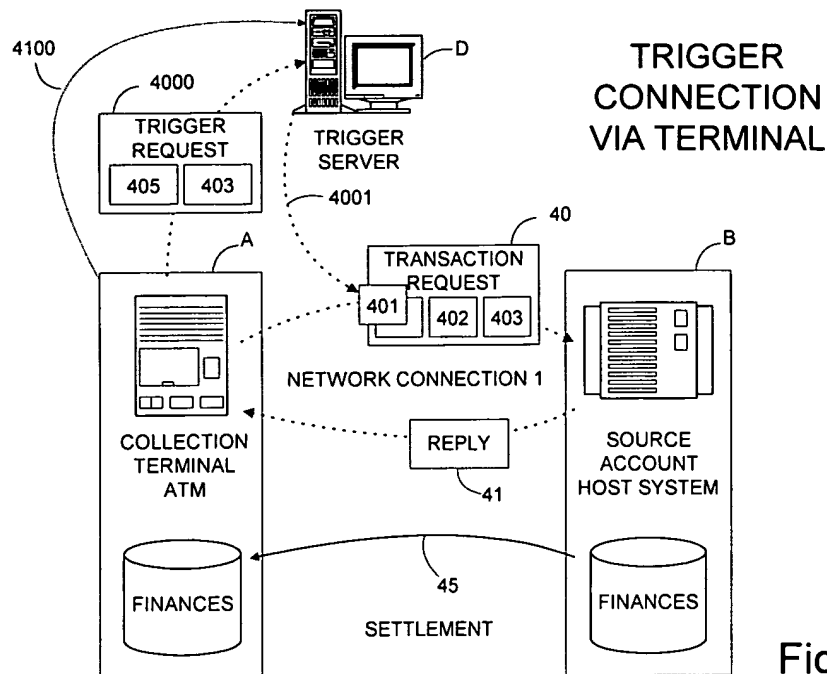 4100
4000
TRIGGER
REQUEST
405
403
D
TRIGGER
SERVER
TRIGGER
CONNECTION
VIA TERMINAL
4001
40
A
TRANSACTION
REQUEST
401
402
403
B
NETWORK CONNECTION 1
COLLECTION
TERMINAL
ATM
REPLY
41
SOURCE
ACCOUNT
HOST SYSTEM
FINANCES
45
SETTLEMENT
FINANCES
Fig